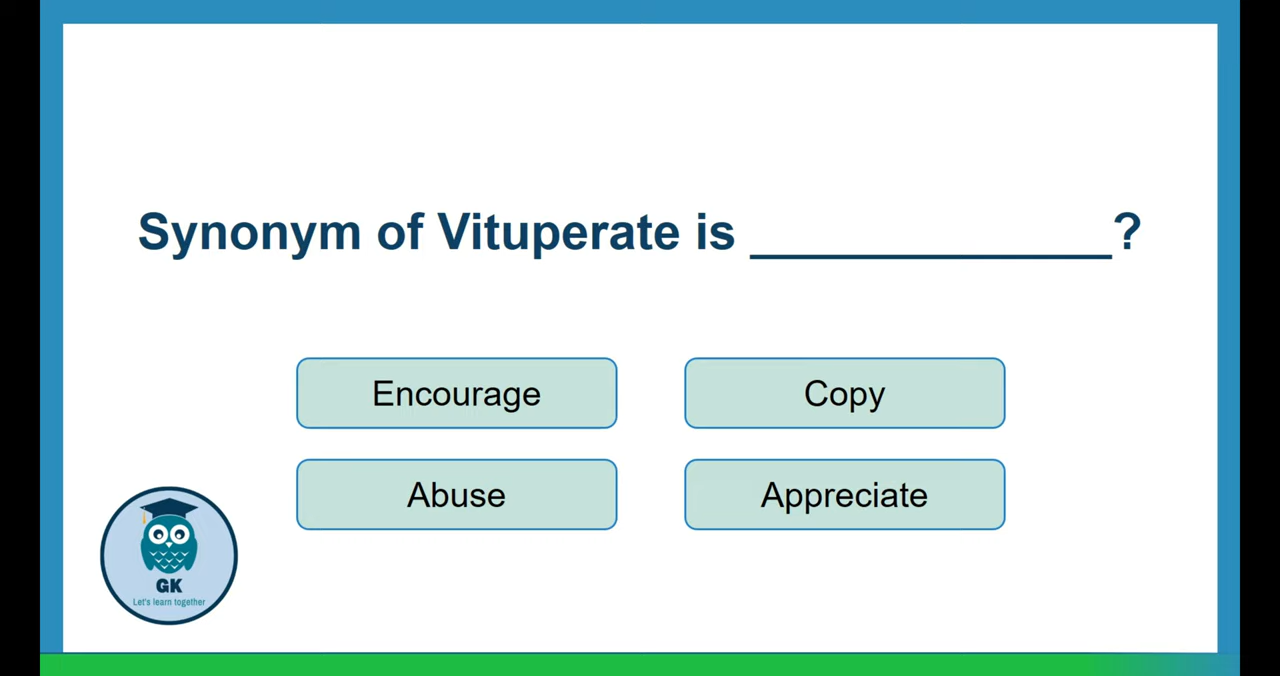 Synonym of Vituperate is ______________?
Encourage
Copy
Abuse
Appreciate
GK
Let's learn together